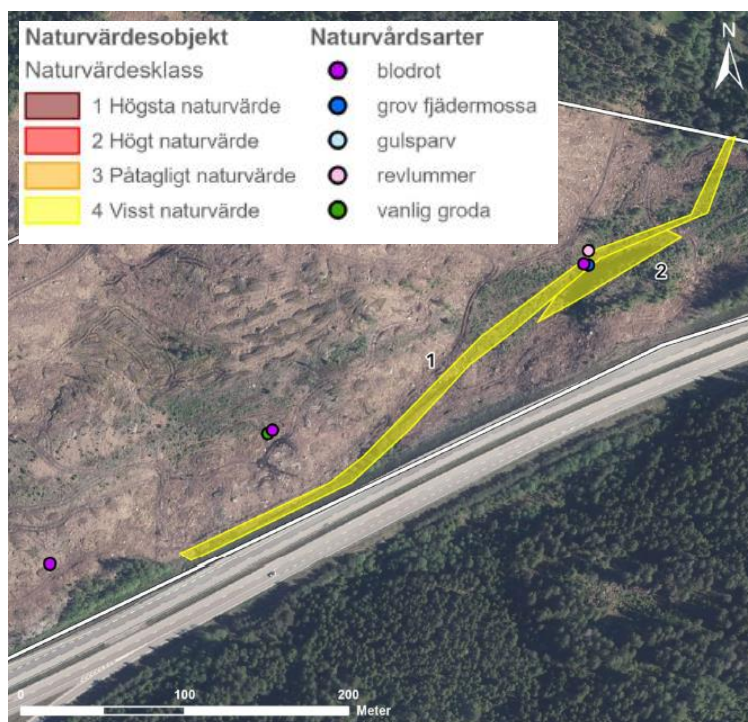 Naturvärdesobjekt
Naturvärdesklass
1 Högsta naturvärde
2 Högt naturvärde
3 Påtagligt naturvärde
4 Visst naturvärde
Naturvårdsarter
blodrot
grov fjädermossa
gulsparv
revlummer
vanlig groda
N
2
1
0 100 200
Meter